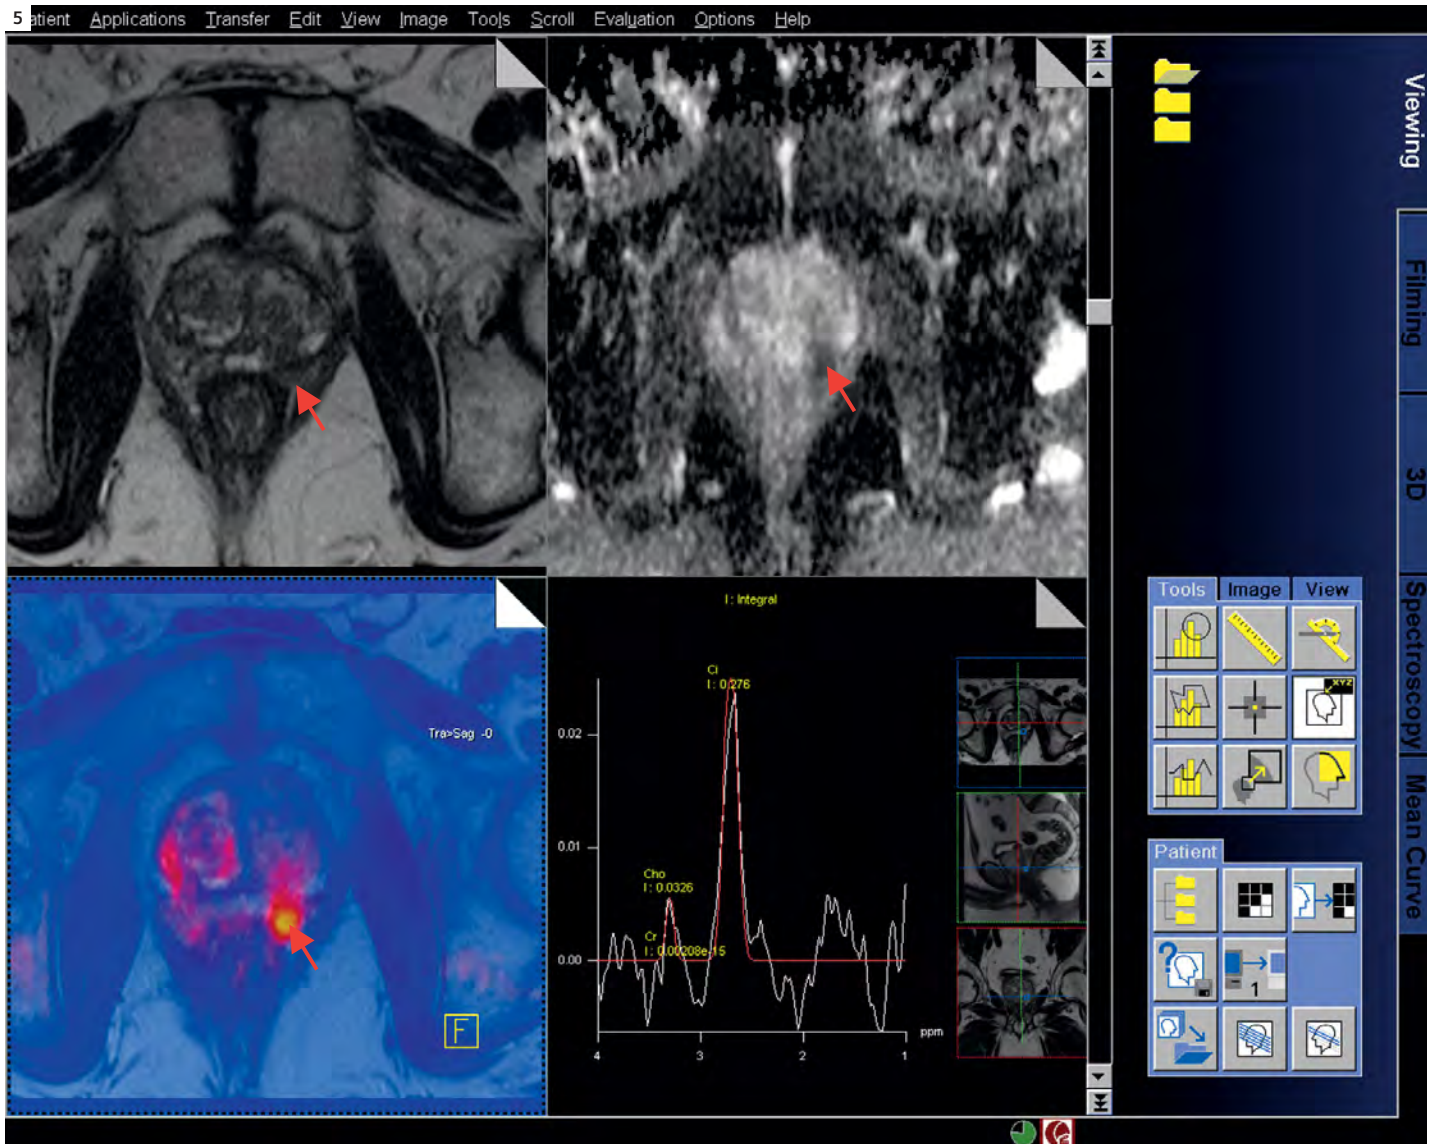 5
atient Applications Transfer Edit View Image Tools Scroll Evaluation Options Help
Viewing
Filming
3D
Spectroscopy
Mean Curve
Tra>Sag -0
F
I : Integral
Ci
I : 0.276
0.02
0.01
Cho
I : 0.0326
Cr
I : 0.00208e-15
0.00
ppm
4 3 2 1
Tools Image View
XYZ
Patient
?
1